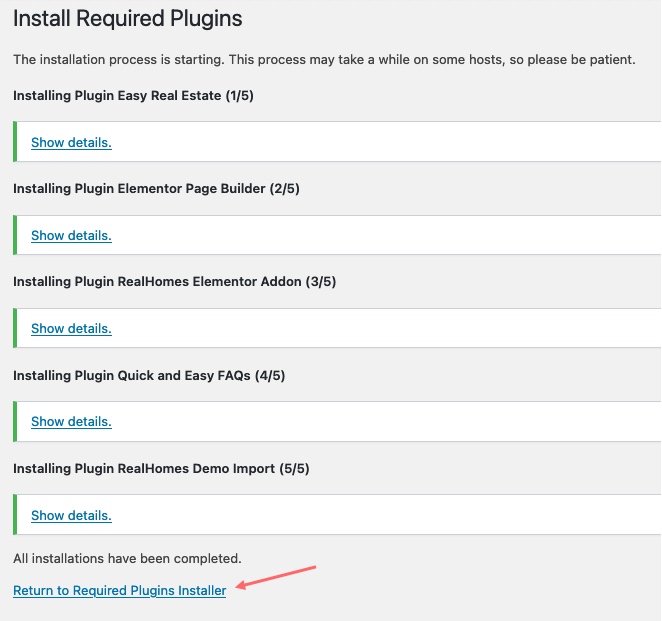 Install Required Plugins
The installation process is starting. This process may take a while on some hosts, so please be patient.
Installing Plugin Easy Real Estate (1/5)
Show details.
Installing Plugin Elementor Page Builder (2/5)
Show details.
Installing Plugin RealHomes Elementor Addon (3/5)
Show details.
Installing Plugin Quick and Easy FAQs (4/5)
Show details.
Installing Plugin RealHomes Demo Import (5/5)
Show details.
All installations have been completed.
Return to Required Plugins Installer